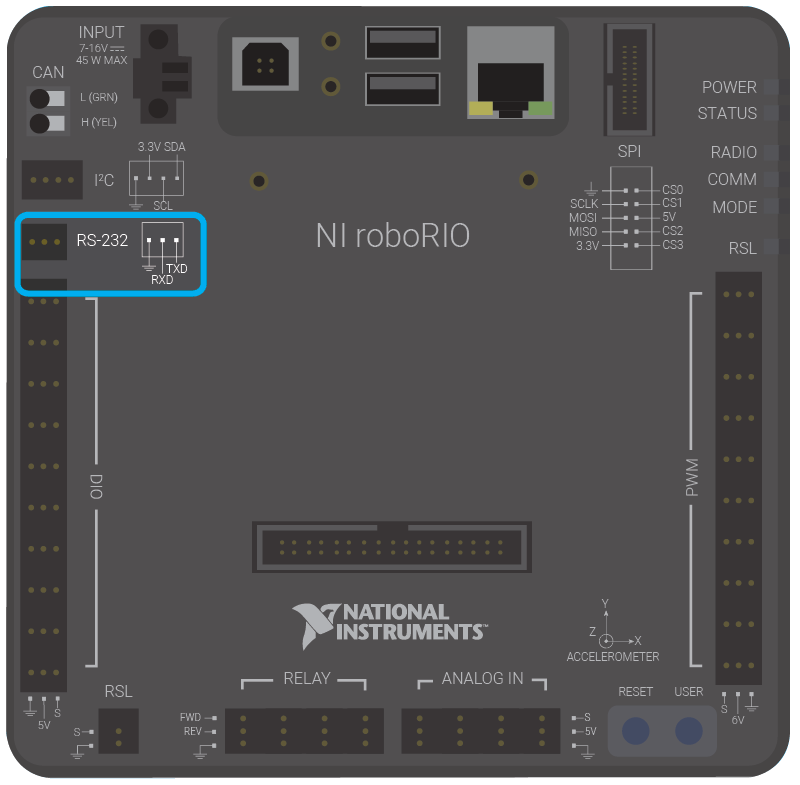 INPUT
7-16V
45 W MAX
CAN
L (GRN)
H (YEL)
3.3V SDA
I²C
SCL
RS-232
TXD
RXD
NI roboRIO
SPI
CS0
SCLK
CS1
MOSI
5V
MISO
CS2
3.3V
CS3
POWER
STATUS
RADIO
COMM
MODE
RSL
DIO
PWM
NATIONAL
INSTRUMENTS™
Y
Z
X
ACCELEROMETER
S
5V
RSL
S
RELAY
FWD
REV
ANALOG IN
S
5V
RESET
USER
S
6V